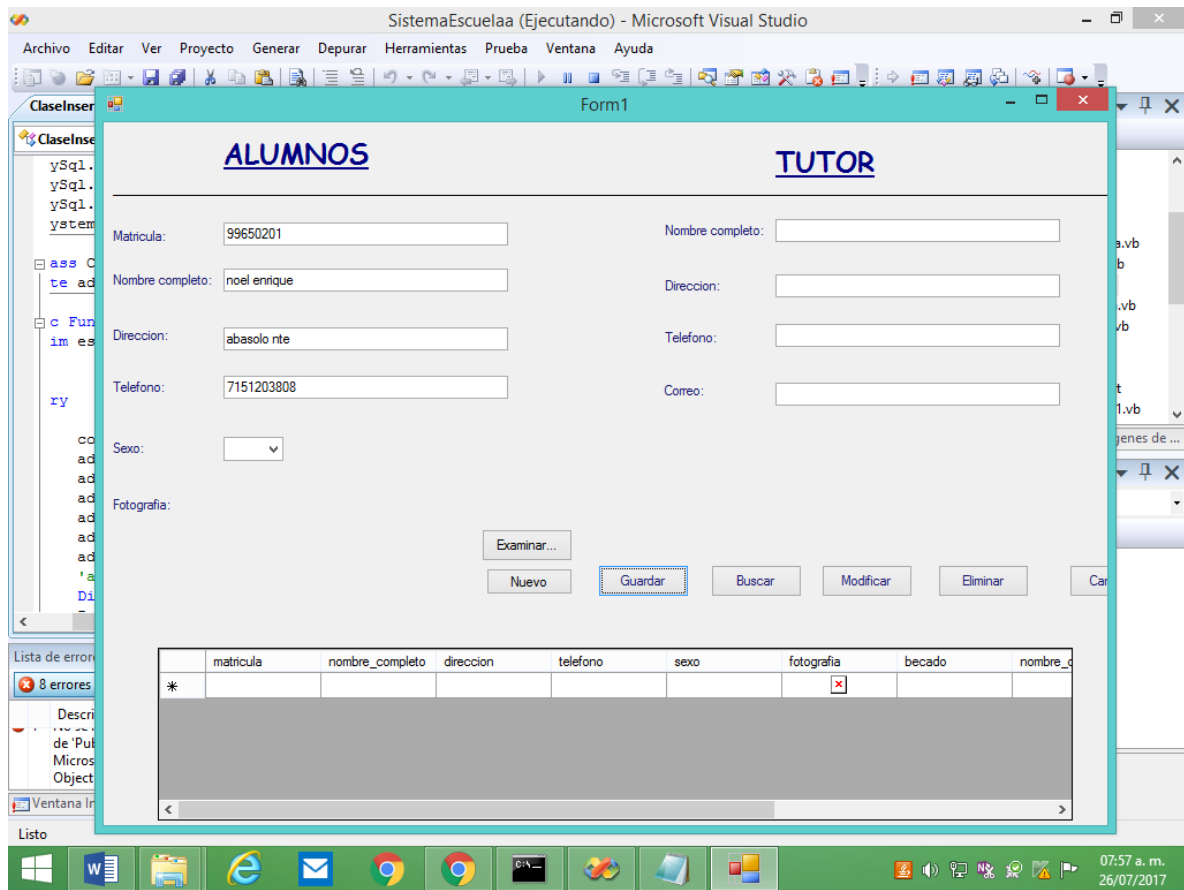 SistemaEscuelaa (Ejecutando) - Microsoft Visual Studio
Archivo Editar Ver Proyecto Generar Depurar Herramientas Prueba Ventana Ayuda
ClaseInser
Form1
ClaseInse
ALUMNOS
TUTOR
ySql.
ySql.
ySql.
ystem
Matricula: 99650201
Nombre completo:
a.vb
ass C
b
te ad
Nombre completo: noel enrique
Direccion:
.vb
c Fun
vb
im es
Direccion: abasolo nte
Telefono:
Telefono: 7151203808
Correo:
t
ry
1.vb
co
Sexo:
genes de ...
ad
ad
ad
Fotografia:
ad
ad
Examinar...
ad
'a
Nuevo Guardar Buscar Modificar Eliminar Can
Di
Lista de errore
matricula nombre_completo direccion telefono sexo fotografia becado nombre_c
8 errores
Descri
de 'Pub
Micros
Object
Ventana In
Listo
07:57 a. m.
26/07/2017